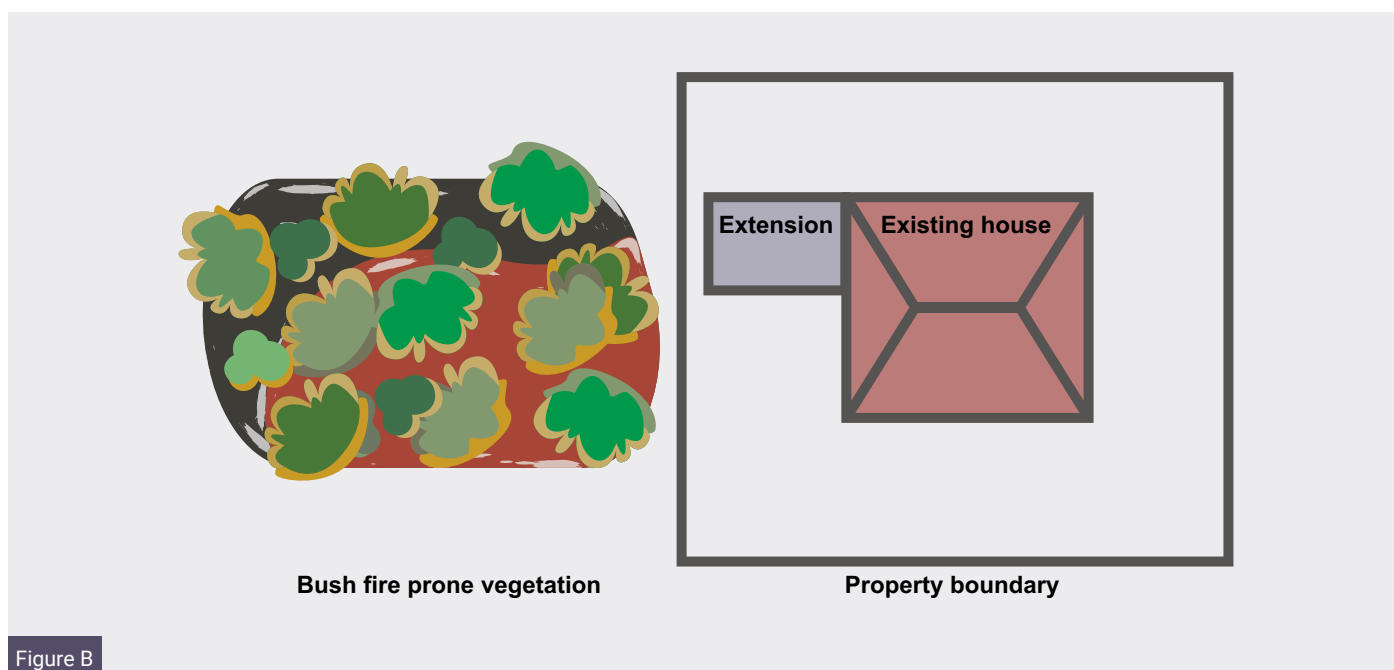 Extension Existing house
Bush fire prone vegetation Property boundary
Figure B